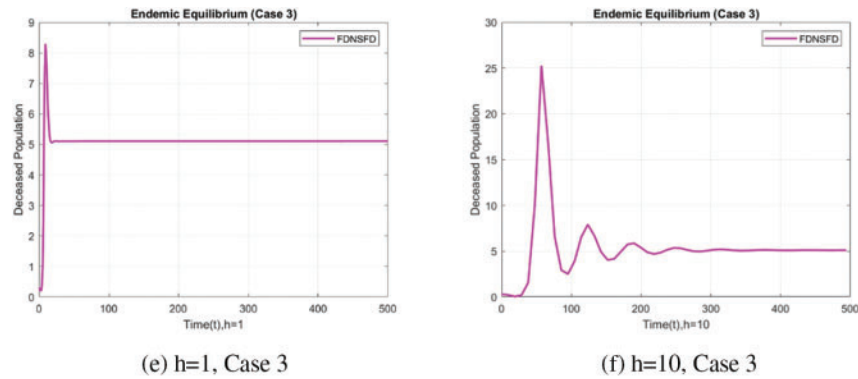 Endemic Equilibrium (Case 3)
FDNSFD
Deceased Population
9
8
7
6
5
4
3
2
1
0
0 100 200 300 400 500
Time(t),h=1
(e) h=1, Case 3
Endemic Equilibrium (Case 3)
FDNSFD
Deceased Population
30
25
20
15
10
5
0
0 100 200 300 400 500
Time(t),h=10
(f) h=10, Case 3